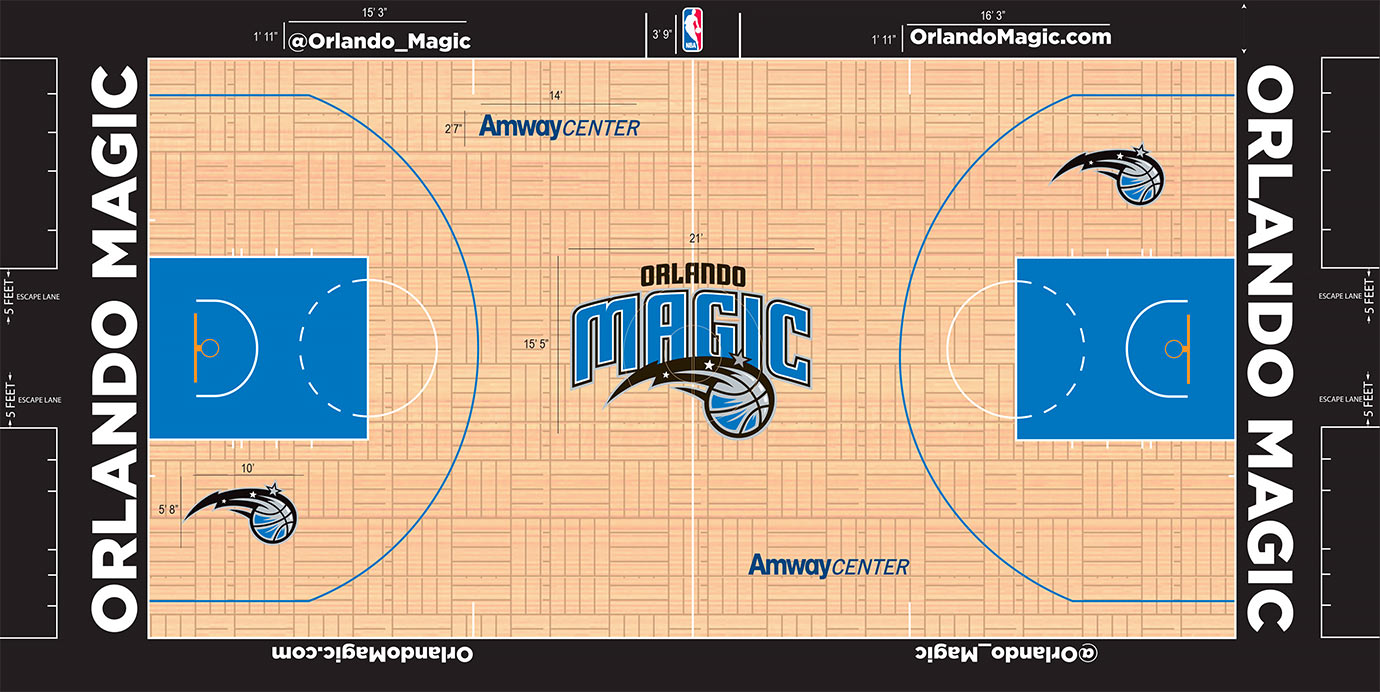 15' 3"
1' 11"
@Orlando_Magic
3' 9"
NBA
16' 3"
1' 11"
OrlandoMagic.com
ORLANDO MAGIC
ORLANDO MAGIC
14'
2'7"
AmwayCENTER
21'
15' 5"
ORLANDO
MAGIC
5 FEET
ESCAPE LANE
5 FEET
ESCAPE LANE
ESCAPE LANE
5 FEET
ESCAPE LANE
5 FEET
10'
5' 8"
AmwayCENTER
OrlandoMagic.com
@Orlando_Magic